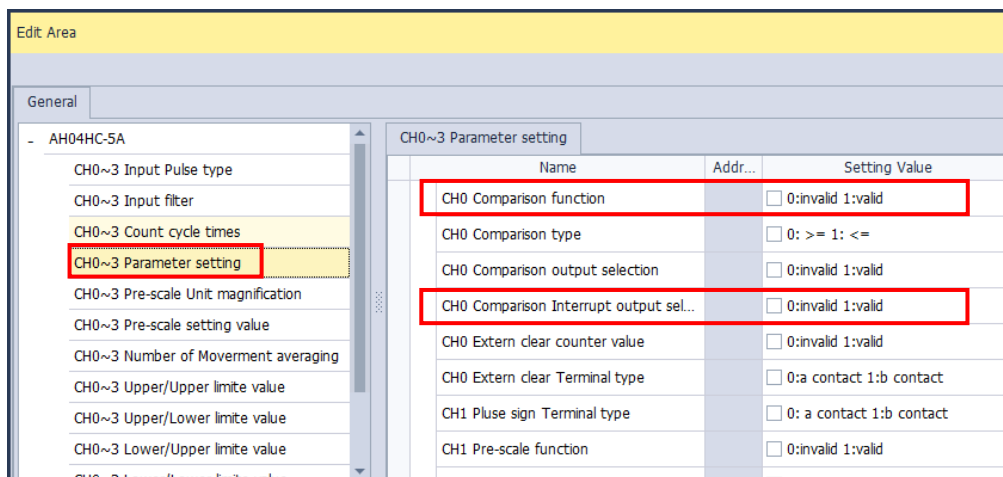 Edit Area
General
- AH04HC-5A
CH0~3 Input Pulse type
CH0~3 Input filter
CH0~3 Count cycle times
CH0~3 Parameter setting
CH0~3 Pre-scale Unit magnification
CH0~3 Pre-scale setting value
CH0~3 Number of Moverment averaging
CH0~3 Upper/Upper limite value
CH0~3 Upper/Lower limite value
CH0~3 Lower/Upper limite value
CH0~3 Parameter setting
Name Addr... Setting Value
CH0 Comparison function 0:invalid 1:valid
CH0 Comparison type 0: >= 1: <=
CH0 Comparison output selection 0:invalid 1:valid
CH0 Comparison Interrupt output sel... 0:invalid 1:valid
CH0 Extern clear counter value 0:invalid 1:valid
CH0 Extern clear Terminal type 0:a contact 1:b contact
CH1 Pluse sign Terminal type 0: a contact 1:b contact
CH1 Pre-scale function 0:invalid 1:valid